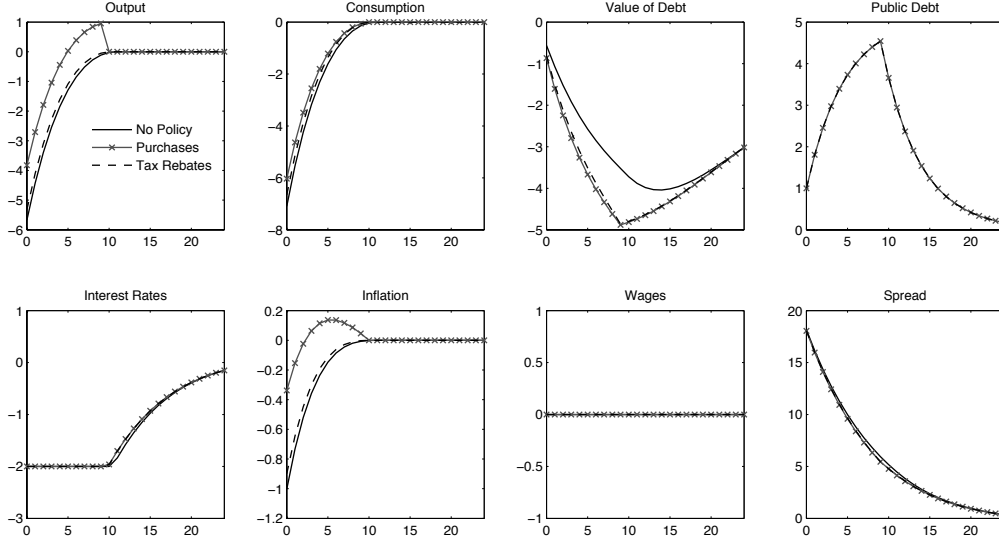 Output
Consumption
Value of Debt
Public Debt
1
0
−1
−2
−3
−4
−5
−6
0 5 10 15 20
No Policy
Purchases
Tax Rebates
0
−2
−4
−6
−8
0 5 10 15 20
0
−1
−2
−3
−4
−5
0 5 10 15 20
5
4
3
2
1
0
0 5 10 15 20
Interest Rates
Inflation
Wages
Spread
1
0
−1
−2
−3
0 5 10 15 20
0.2
0
−0.2
−0.4
−0.6
−0.8
−1
−1.2
0 5 10 15 20
1
0.5
0
−0.5
−1
0 5 10 15 20
20
15
10
5
0
0 5 10 15 20